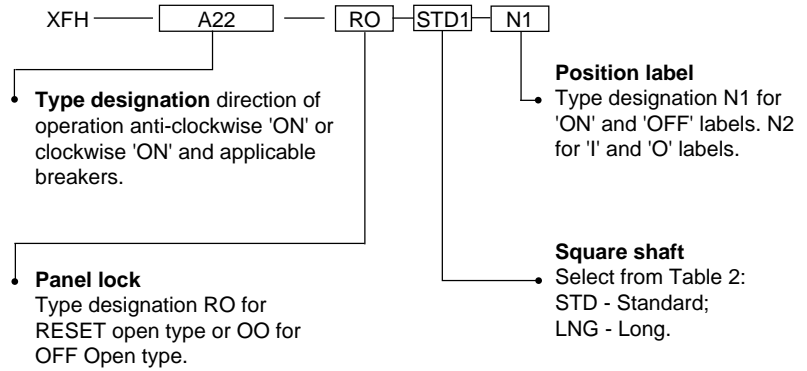 XFH A22 RO STD1 N1
Type designation direction of
operation anti-clockwise 'ON' or
clockwise 'ON' and applicable
breakers.
Position label
Type designation N1 for
'ON' and 'OFF' labels. N2
for 'I' and 'O' labels.
Panel lock
Type designation RO for
RESET open type or OO for
OFF Open type.
Square shaft
Select from Table 2:
STD - Standard;
LNG - Long.